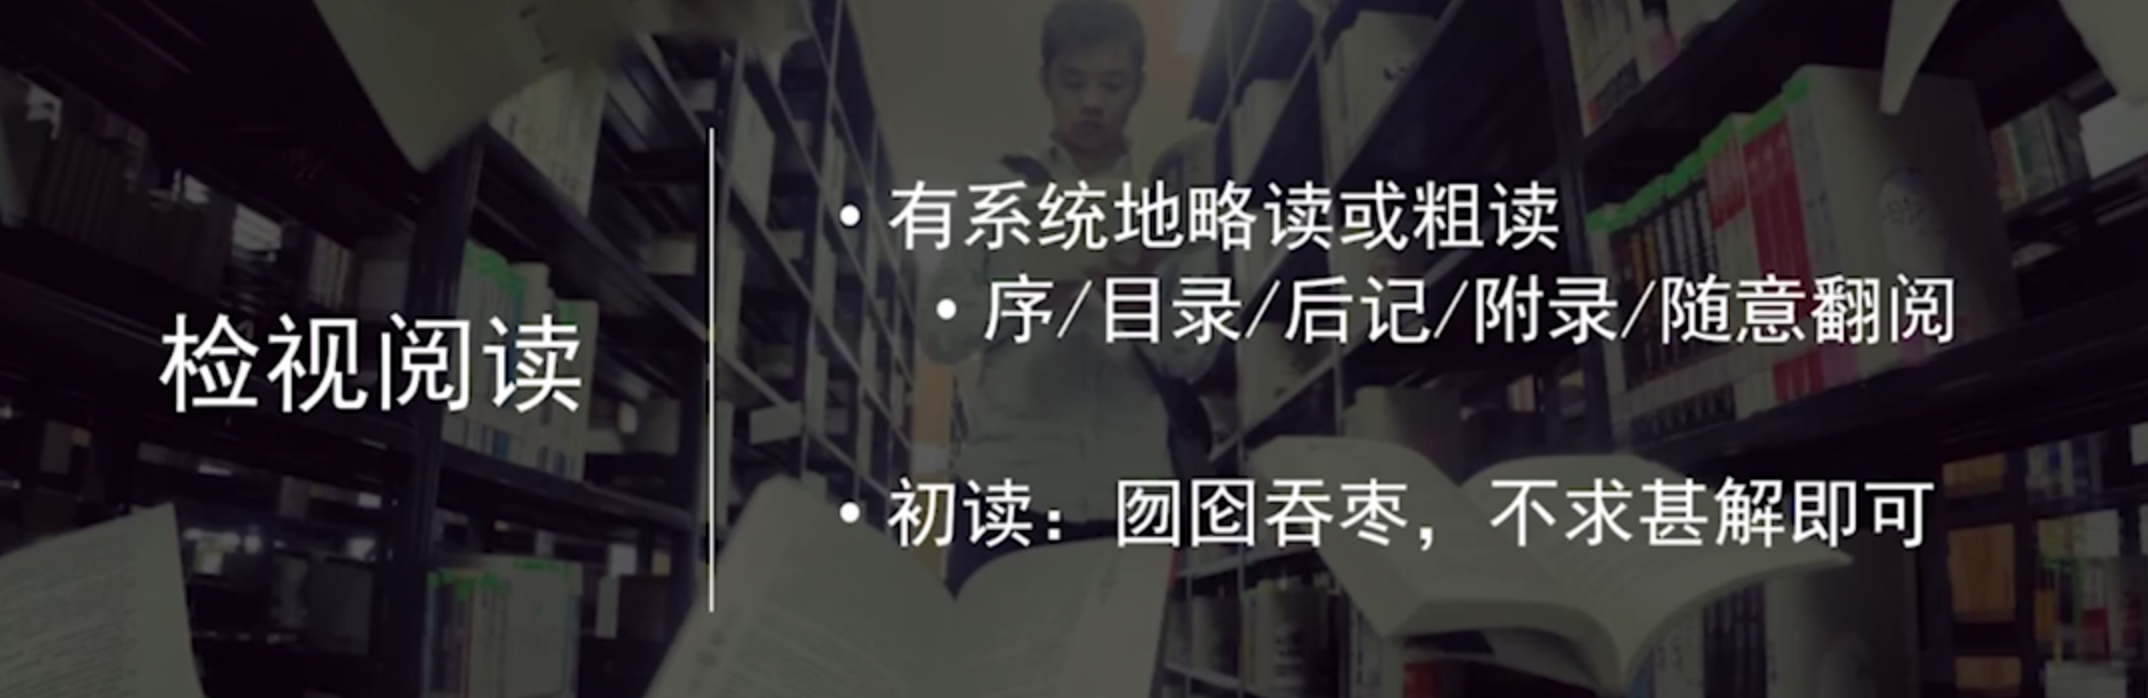 检视阅读
• 有系统地略读或粗读
• 序/目录/后记/附录/随意翻阅
• 初读：囫囵吞枣，不求甚解即可